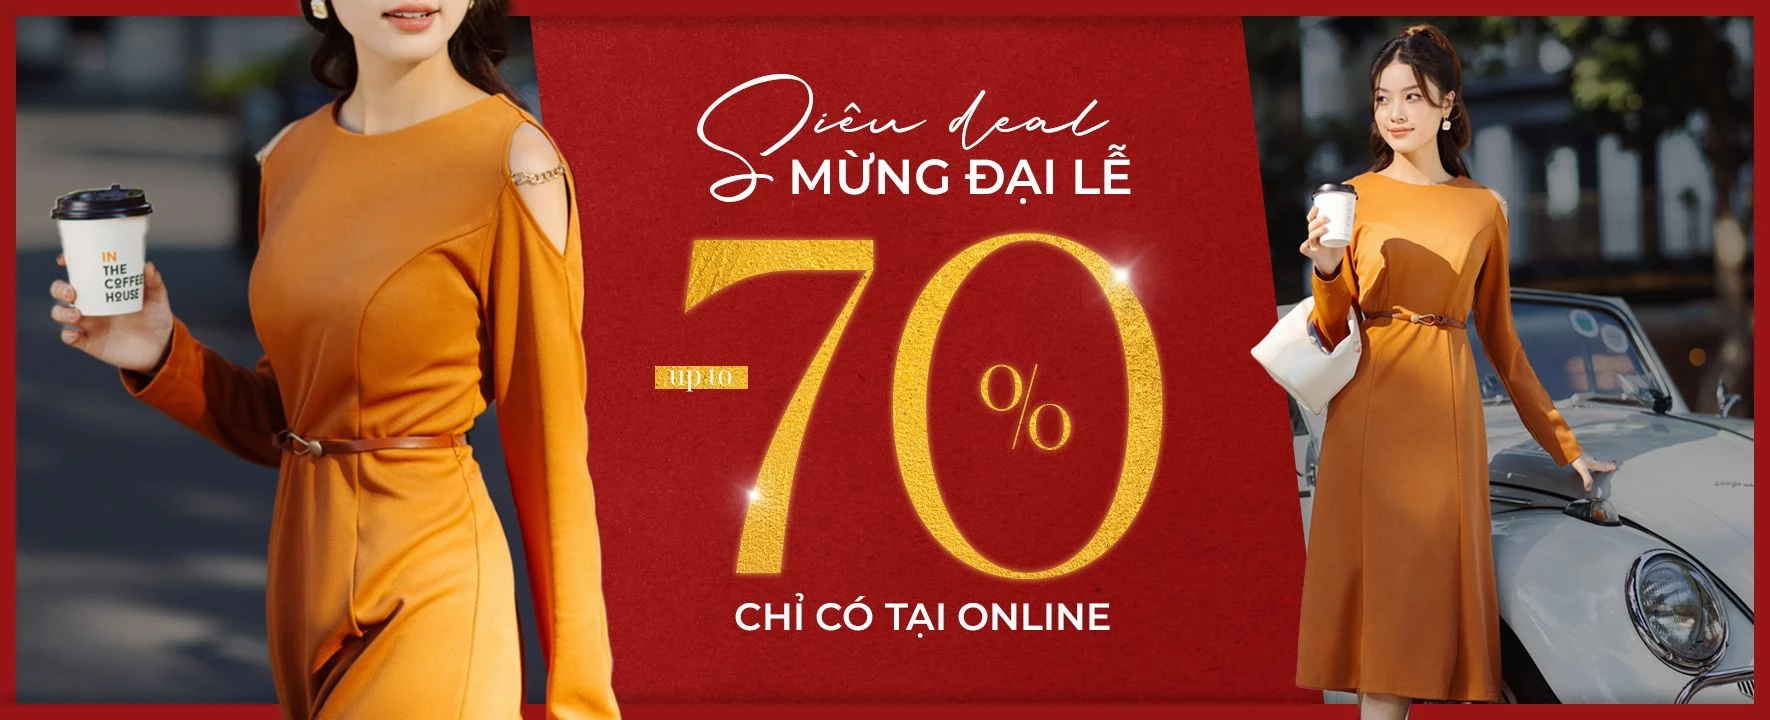 Siêu deal
MỪNG ĐẠI LỄ
up to
-70%
CHỈ CÓ TẠI ONLINE
IN
THE
COFFEE
HOUSE